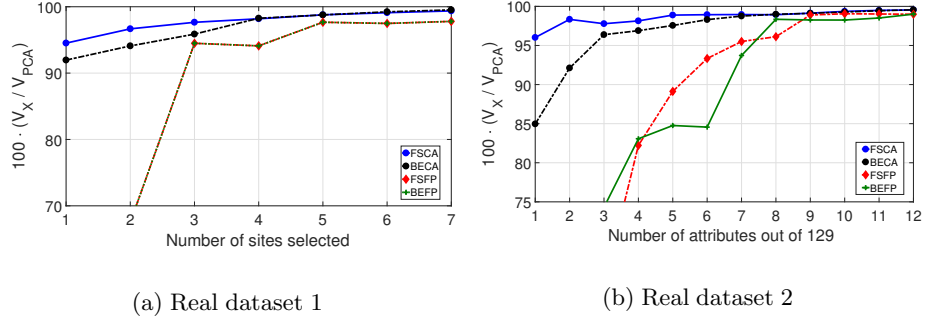 100
90
80
70
100 · (V_X / V_PCA)
1 2 3 4 5 6 7
Number of sites selected
FSCA
BECA
FSFP
BEFP
(a) Real dataset 1
100
95
90
85
80
75
100 · (V_X / V_PCA)
1 2 3 4 5 6 7 8 9 10 11 12
Number of attributes out of 129
FSCA
BECA
FSFP
BEFP
(b) Real dataset 2